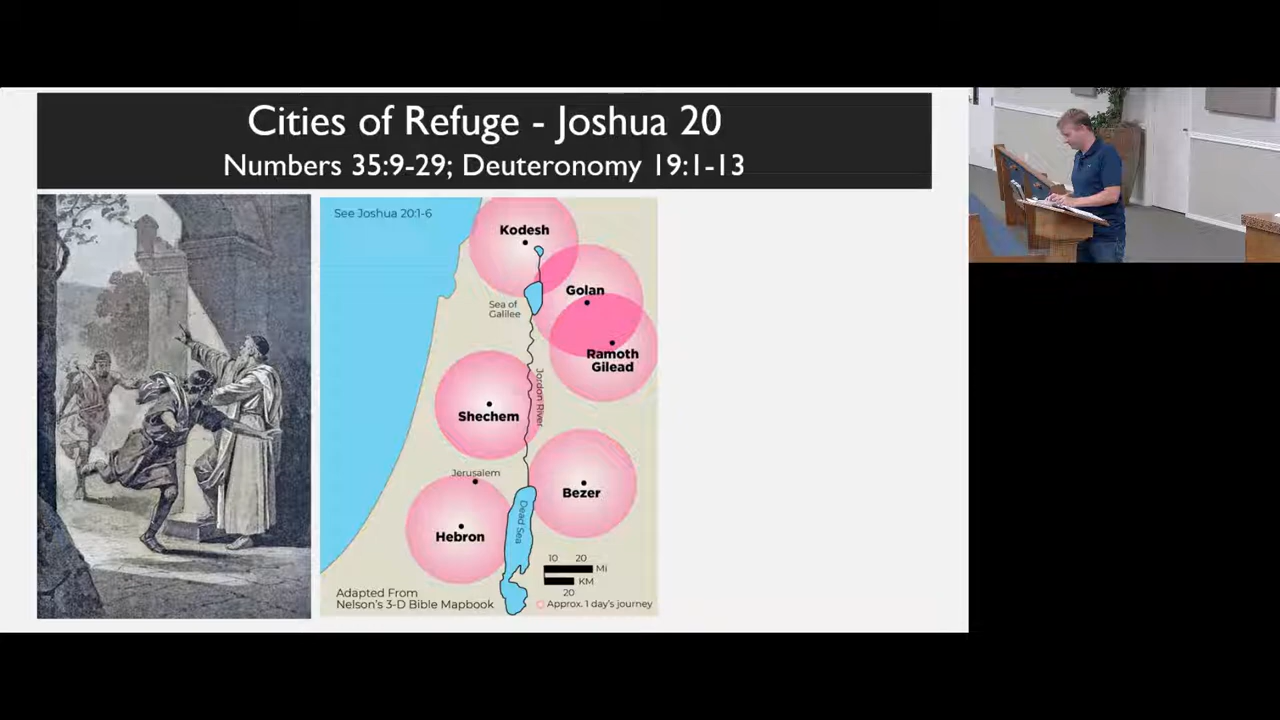 Cities of Refuge - Joshua 20
Numbers 35:9-29; Deuteronomy 19:1-13
See Joshua 20:1-6
Kodesh
Golan
Sea of
Galilee
Ramoth
Gilead
Jordan River
Shechem
Jerusalem
Bezer
Hebron
Dead Sea
10 20
Mi
KM
20
Adapted From
Nelson's 3-D Bible Mapbook
Approx. 1 day's journey